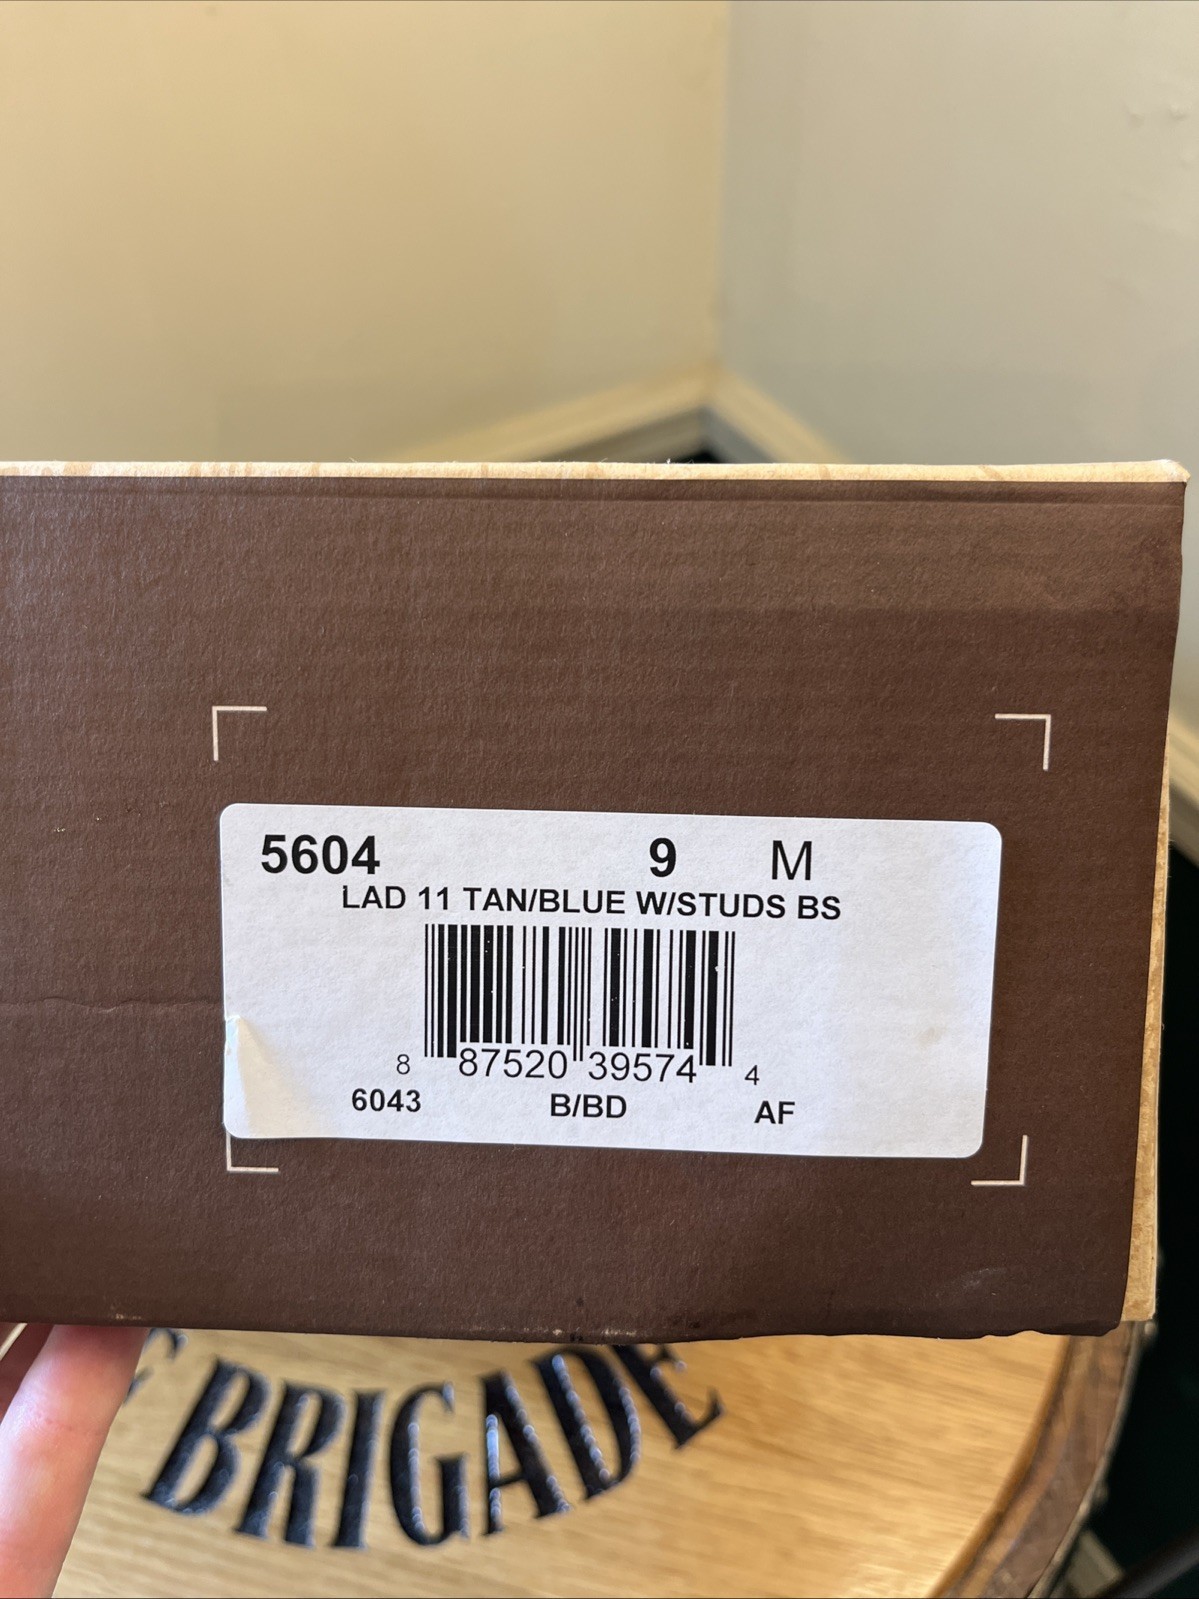 5604 9 M
LAD 11 TAN/BLUE W/STUDS BS
8 87520 39574 4
6043 B/BD AF
BRIGADE